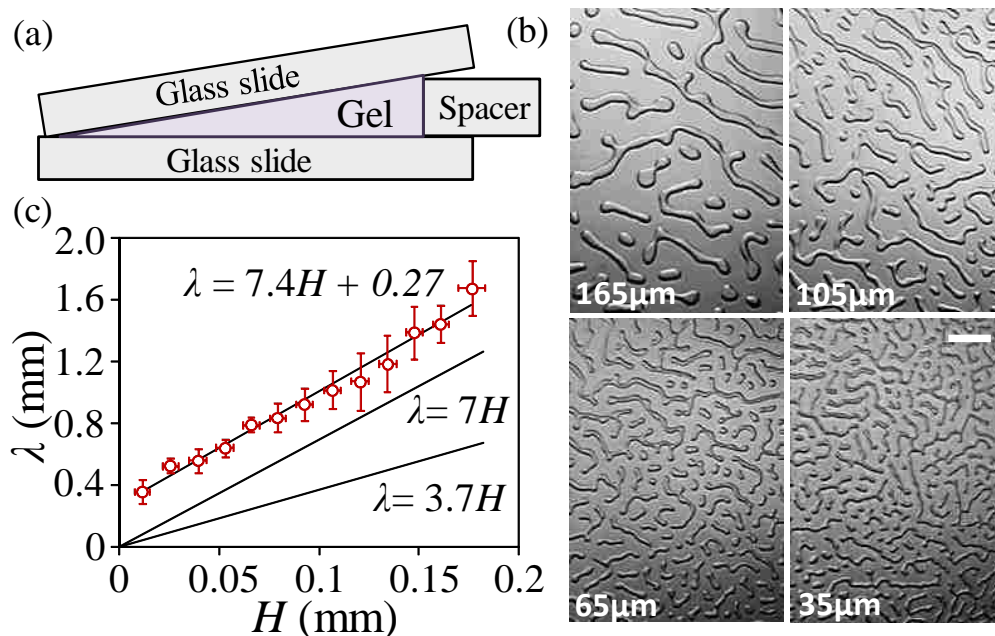 (a)
Glass slide
Gel
Spacer
Glass slide
(b)
165μm
105μm
65μm
35μm
(c)
2.0
1.6
1.2
0.8
0.4
0
λ (mm)
λ = 7.4H + 0.27
λ= 7H
λ= 3.7H
0
0.05
0.1
0.15
0.2
H (mm)